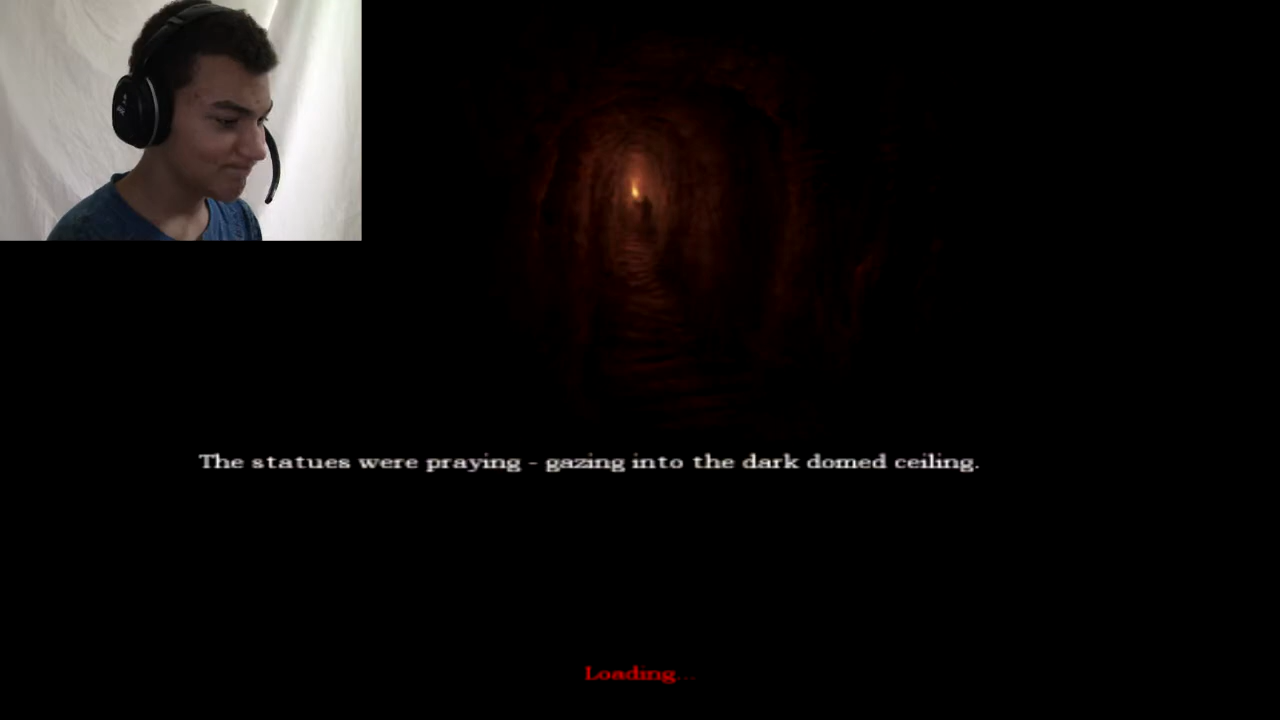 The statues were praying - gazing into the dark domed ceiling.
Loading...